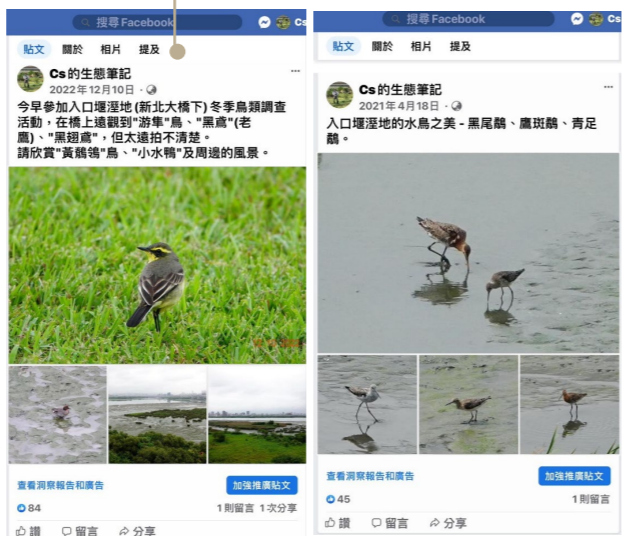 搜尋 Facebook
Cs
貼文 關於 相片 提及
Cs的生態筆記
2022年12月10日
今早參加入口堰溼地(新北大橋下)冬季鳥類調查
活動，在橋上遠觀到"游隼"鳥、"黑鳶"(老
鷹)、"黑翅鳶"，但太遠拍不清楚。
請欣賞"黃鶺鴒"鳥、"小水鴨"及周邊的風景。
查看洞察報告和廣告
加強推廣貼文
84
1則留言 1次分享
讚 留言 分享
搜尋 Facebook
Cs
貼文 關於 相片 提及
Cs的生態筆記
2021年4月18日
入口堰溼地的水鳥之美 - 黑尾鷸、鷹斑鷸、青足
鷸。
查看洞察報告和廣告
加強推廣貼文
45
1則留言
讚 留言 分享